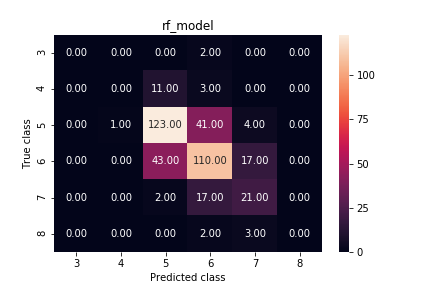 rf_model
3 0.00 0.00 0.00 2.00 0.00 0.00
4 0.00 0.00 11.00 3.00 0.00 0.00
5 0.00 1.00 123.00 41.00 4.00 0.00
6 0.00 0.00 43.00 110.00 17.00 0.00
7 0.00 0.00 2.00 17.00 21.00 0.00
8 0.00 0.00 0.00 2.00 3.00 0.00
3 4 5 6 7 8
Predicted class
True class
100
75
50
25
0